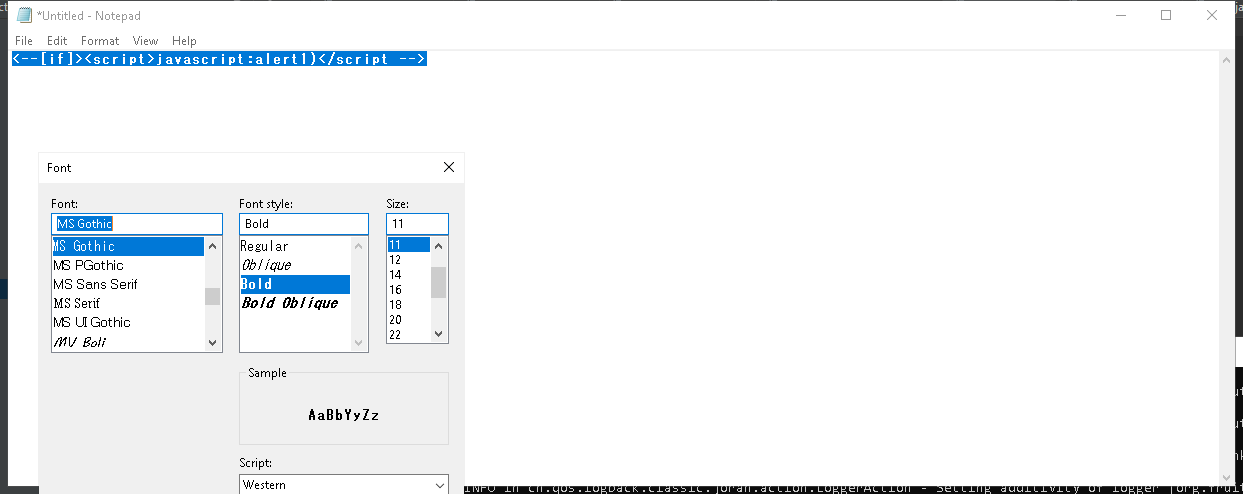 *Untitled - Notepad
File Edit Format View Help
<--[if]><script>javascript:alert1)</script -->
Font
Font: Font style: Size:
MS Gothic Bold 11
MS Gothic Regular 11
MS PGothic Oblique 12
MS Sans Serif Bold 14
MS Serif Bold Oblique 16
MS UI Gothic 18
MV Boli 20
22
Sample
AaBbYyZz
Script:
Western
INFO in ch.qos.logback.classic.joran.action.LoggerAction - Setting additivity of logger